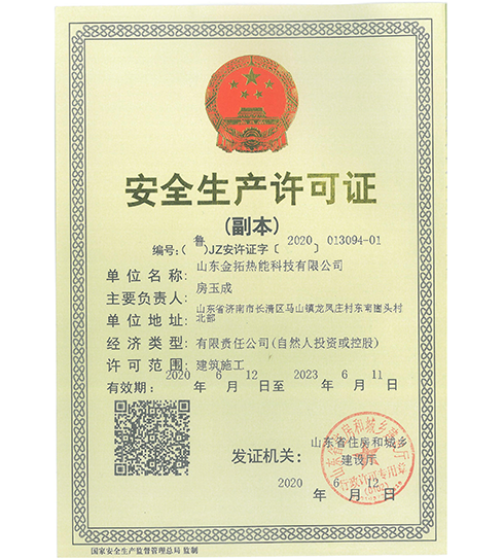 安全生产许可证
(副本)
编号:(鲁)JZ安许证字〔2020〕013094-01
单位名称:山东金拓热能科技有限公司
主要负责人:房玉成
单位地址:山东省济南市长清区马山镇龙凤庄村东南崮头村
北部
经济类型:有限责任公司(自然人投资或控股)
许可范围:建筑施工
有效期:2020年6月12日至2023年6月11日
发证机关:山东省住房和城乡
建设厅
2020年6月12日
国家安全生产监督管理总局 监制